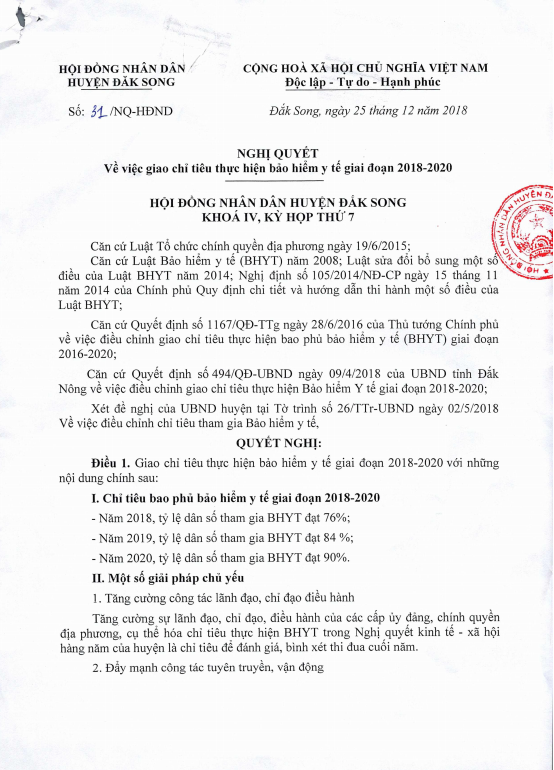 HỘI ĐỒNG NHÂN DÂN
HUYỆN ĐĂK SONG
CỘNG HOÀ XÃ HỘI CHỦ NGHĨA VIỆT NAM
Độc lập - Tự do - Hạnh phúc
Số: 31 /NQ-HĐND
Đắk Song, ngày 25 tháng 12 năm 2018
NGHỊ QUYẾT
Về việc giao chỉ tiêu thực hiện bảo hiểm y tế giai đoạn 2018-2020
HỘI ĐỒNG NHÂN DÂN HUYỆN ĐẮK SONG
KHOÁ IV, KỲ HỌP THỨ 7
Căn cứ Luật Tổ chức chính quyền địa phương ngày 19/6/2015;
Căn cứ Luật Bảo hiểm y tế (BHYT) năm 2008; Luật sửa đổi bổ sung một số
điều của Luật BHYT năm 2014; Nghị định số 105/2014/NĐ-CP ngày 15 tháng 11
năm 2014 của Chính phủ Quy định chi tiết và hướng dẫn thi hành một số điều của
Luật BHYT;
Căn cứ Quyết định số 1167/QĐ-TTg ngày 28/6/2016 của Thủ tướng Chính phủ
về việc điều chỉnh giao chỉ tiêu thực hiện bao phủ bảo hiểm y tế (BHYT) giai đoạn
2016-2020;
Căn cứ Quyết định số 494/QĐ-UBND ngày 09/4/2018 của UBND tỉnh Đắk
Nông về việc điều chỉnh giao chỉ tiêu thực hiện Bảo hiểm Y tế giai đoạn 2018-2020;
Xét đề nghị của UBND huyện tại Tờ trình số 26/TTr-UBND ngày 02/5/2018
Về việc điều chỉnh chỉ tiêu tham gia Bảo hiểm y tế,
QUYẾT NGHỊ:
Điều 1. Giao chỉ tiêu thực hiện bảo hiểm y tế giai đoạn 2018-2020 với những
nội dung chính sau:
I. Chỉ tiêu bao phủ bảo hiểm y tế giai đoạn 2018-2020
- Năm 2018, tỷ lệ dân số tham gia BHYT đạt 76%;
- Năm 2019, tỷ lệ dân số tham gia BHYT đạt 84 %;
- Năm 2020, tỷ lệ dân số tham gia BHYT đạt 90%.
II. Một số giải pháp chủ yếu
1. Tăng cường công tác lãnh đạo, chỉ đạo điều hành
Tăng cường sự lãnh đạo, chỉ đạo, điều hành của các cấp ủy đảng, chính quyền
địa phương, cụ thể hóa chỉ tiêu thực hiện BHYT trong Nghị quyết kinh tế - xã hội
hàng năm của huyện là chỉ tiêu để đánh giá, bình xét thi đua cuối năm.
2. Đẩy mạnh công tác tuyên truyền, vận động